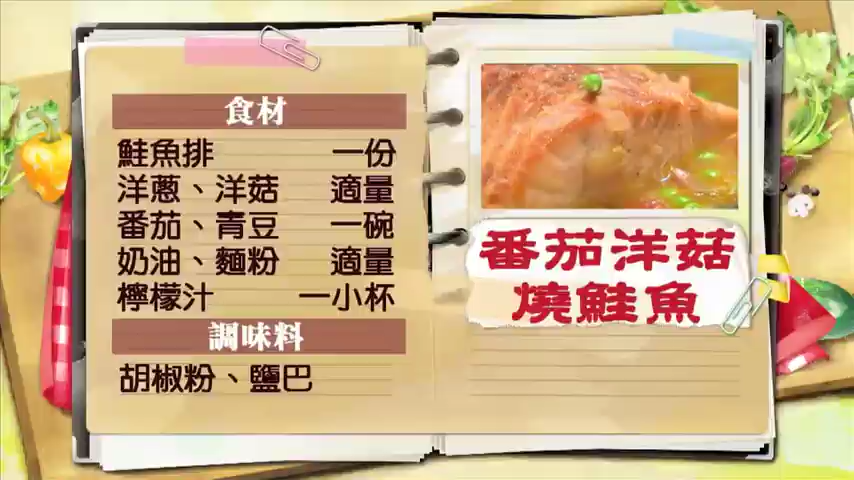 食材
鮭魚排 一份
洋蔥、洋菇 適量
番茄、青豆 一碗
奶油、麵粉 適量
檸檬汁 一小杯
調味料
胡椒粉、鹽巴
番茄洋菇
燒鮭魚